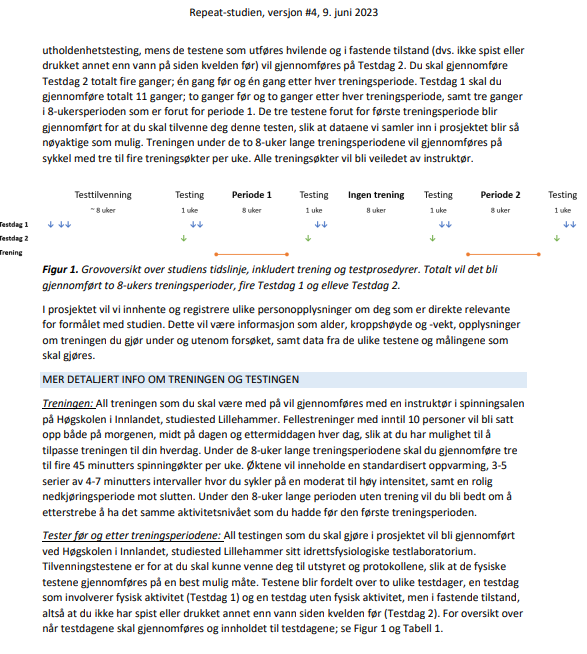 Repeat-studien, versjon #4, 9. juni 2023
utholdenhetstesting, mens de testene som utføres hvilende og i fastende tilstand (dvs. ikke spist eller
drukket annet enn vann på siden kvelden før) vil gjennomføres på Testdag 2. Du skal gjennomføre
Testdag 2 totalt fire ganger; én gang før og én gang etter hver treningsperiode. Testdag 1 skal du
gjennomføre totalt 11 ganger; to ganger før og to ganger etter hver treningsperiode, samt tre ganger
i 8-ukersperioden som er forut for periode 1. De tre testene forut for første treningsperiode blir
gjennomført for at du skal tilvenne deg denne testen, slik at dataene vi samler inn i prosjektet blir så
nøyaktige som mulig. Treningen under de to 8-uker lange treningsperiodene vil gjennomføres på
sykkel med tre til fire treningsøkter per uke. Alle treningsøkter vil bli veiledet av instruktør.
Testtilvenning Testing Periode 1 Testing Ingen trening Testing Periode 2 Testing
~ 8 uker 1 uke 8 uker 1 uke 8 uker 1 uke 8 uker 1 uke
Testdag 1
Testdag 2
Trening
Figur 1. Grovoversikt over studiens tidslinje, inkludert trening og testprosedyrer. Totalt vil det bli
gjennomført to 8-ukers treningsperioder, fire Testdag 1 og elleve Testdag 2.
I prosjektet vil vi innhente og registrere ulike personopplysninger om deg som er direkte relevante
for formålet med studien. Dette vil være informasjon som alder, kroppshøyde og -vekt, opplysninger
om treningen du gjør under og utenom forsøket, samt data fra de ulike testene og målingene som
skal gjøres.
MER DETALJERT INFO OM TRENINGEN OG TESTINGEN
Treningen: All treningen som du skal være med på vil gjennomføres med en instruktør i spinningsalen
på Høgskolen i Innlandet, studiested Lillehammer. Fellestreninger med inntil 10 personer vil bli satt
opp både på morgenen, midt på dagen og ettermiddagen hver dag, slik at du har mulighet til å
tilpasse treningen til din hverdag. Under de 8-uker lange treningsperiodene skal du gjennomføre tre
til fire 45 minutters spinningøkter per uke. Øktene vil inneholde en standardisert oppvarming, 3-5
serier av 4-7 minutters intervaller hvor du sykler på en moderat til høy intensitet, samt en rolig
nedkjøringsperiode mot slutten. Under den 8-uker lange perioden uten trening vil du bli bedt om å
etterstrebe å ha det samme aktivitetsnivået som du hadde før den første treningsperioden.
Tester før og etter treningsperiodene: All testingen som du skal gjøre i prosjektet vil bli gjennomført
ved Høgskolen i Innlandet, studiested Lillehammer sitt idrettsfysiologiske testlaboratorium.
Tilvenningstestene er for at du skal kunne venne deg til utstyret og protokollene, slik at de fysiske
testene gjennomføres på en best mulig måte. Testene blir fordelt over to ulike testdager, en testdag
som involverer fysisk aktivitet (Testdag 1) og en testdag uten fysisk aktivitet, men i fastende tilstand,
altså at du ikke har spist eller drukket annet enn vann siden kvelden før (Testdag 2). For oversikt over
når testdagene skal gjennomføres og innholdet til testdagene; se Figur 1 og Tabell 1.